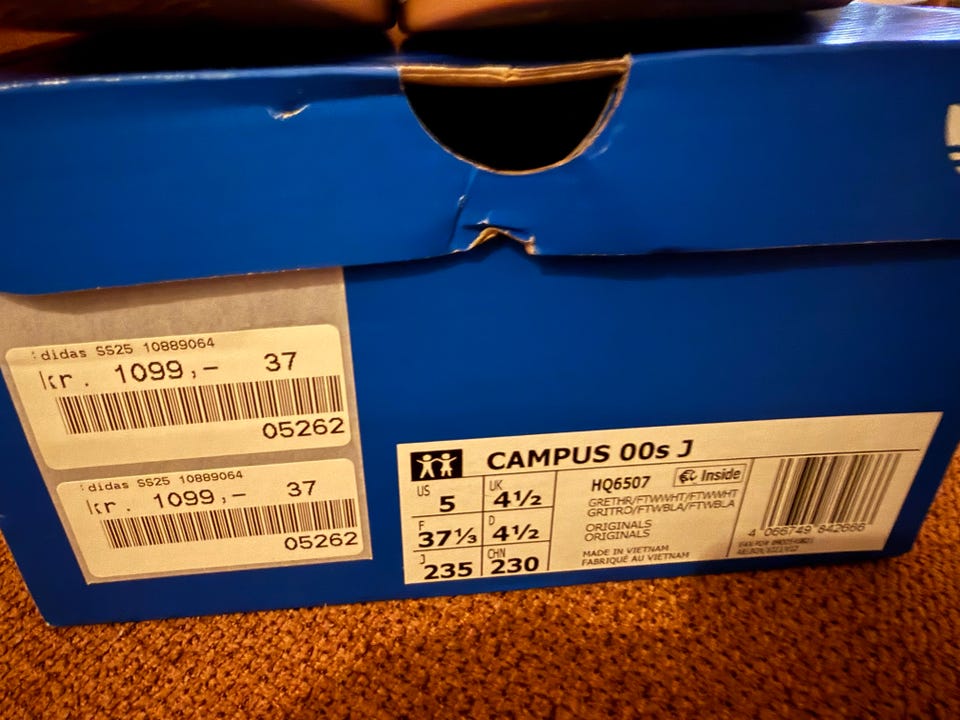 didas SS25 10889064
kr. 1099,- 37
05262
didas SS25 10889064
kr. 1099,- 37
05262
CAMPUS 00s J
US 5 UK 4½
F 37⅓ D 4½
J 235 CHN 230
HQ6507 Inside
GRETHR/FTWWHT/FTWWHT
GRITRO/FTWBLA/FTWBLA
ORIGINALS
ORIGINALS
MADE IN VIETNAM
FABRIQUÉ AU VIETNAM
4 066749 842666